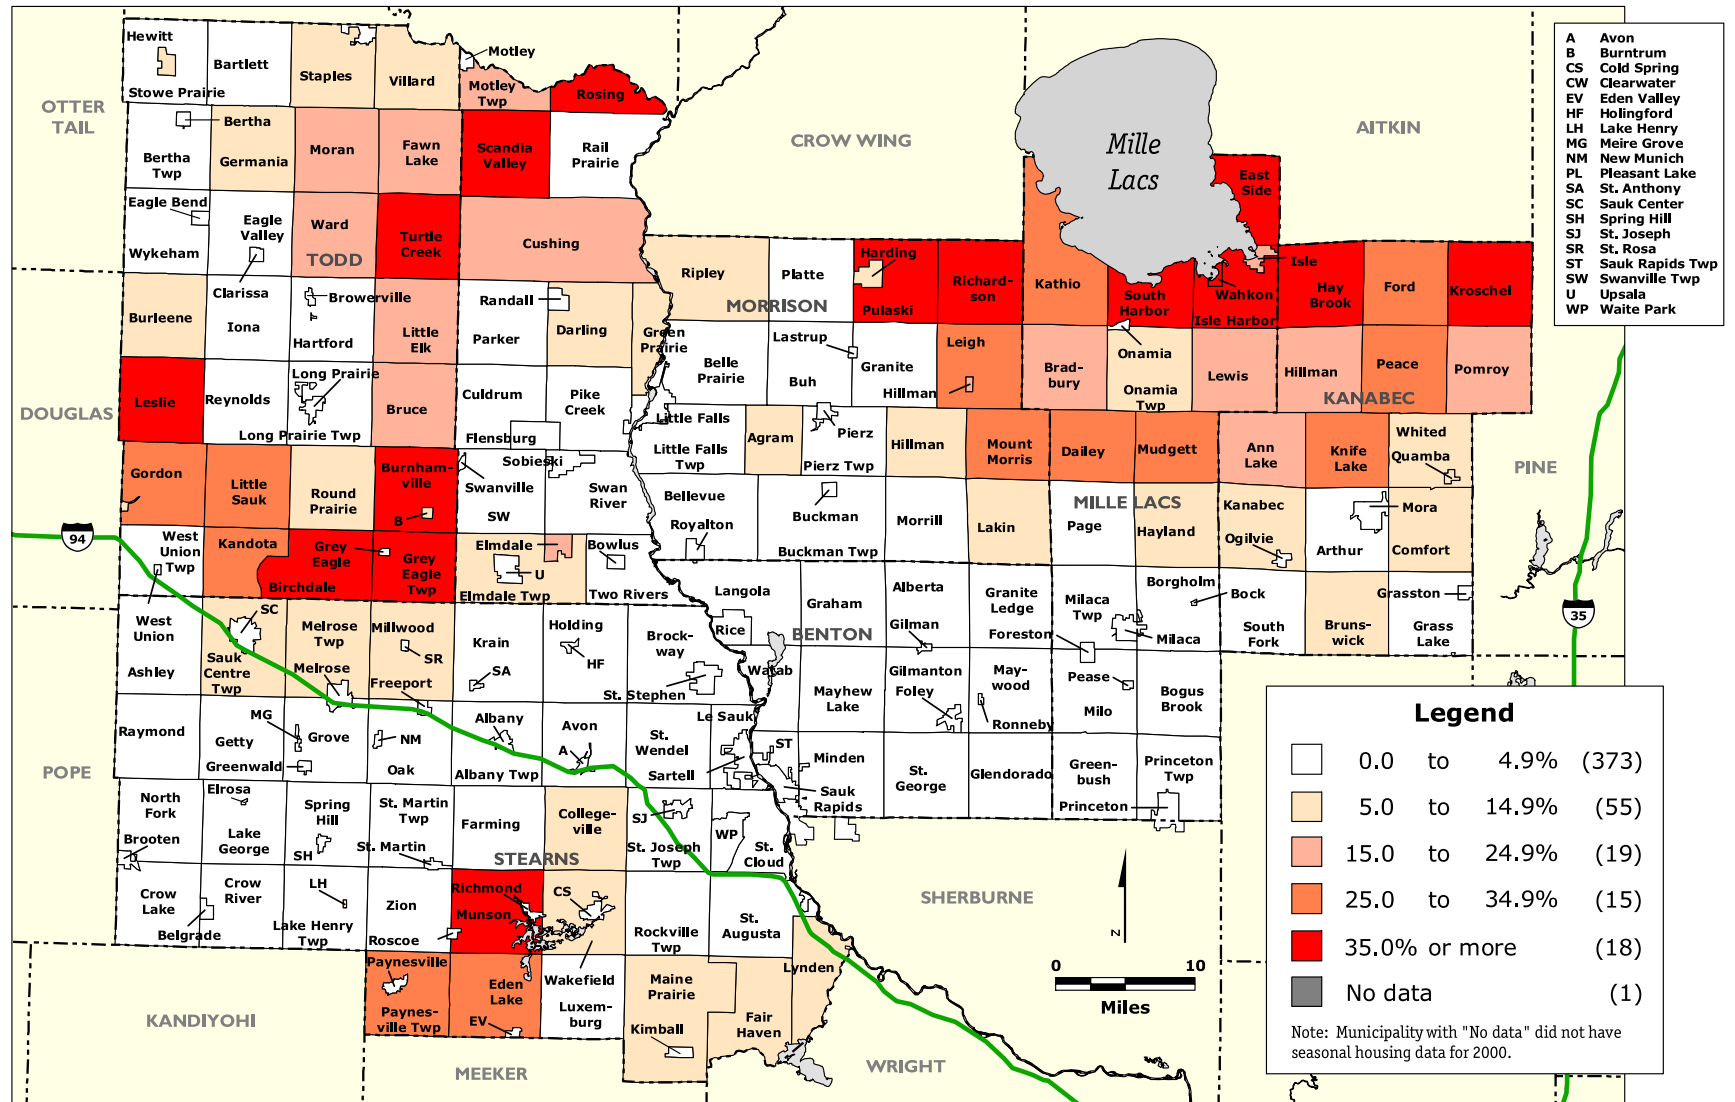 Hewitt
Bartlett
Stowe Prairie
Staples
Villard
Motley
Motley
Twp
Rosing
OTTER
TAIL
Bertha
Bertha
Twp
Germania
Moran
Fawn
Lake
Scandia
Valley
Rail
Prairie
CROW WING
Mille
Lacs
AITKIN
East
Side
Eagle Bend
Wykeham
Eagle
Valley
Ward
TODD
Turtle
Creek
Cushing
Clarissa
Burleene
Iona
Browerville
Hartford
Little
Elk
Randall
Parker
Darling
Green
Prairie
Ripley
Platte
MORRISON
Harding
Pulaski
Richard-
son
Kathio
South
Harbor
Wahkon
Isle
Isle Harbor
Hay
Brook
Ford
Kroschel
Lastrup
Belle
Prairie
Buh
Granite
Leigh
Hillman
Brad-
bury
Onamia
Onamia
Twp
Lewis
Hillman
Peace
Pomroy
KANABEC
DOUGLAS
Leslie
Reynolds
Long Prairie
Long Prairie Twp
Bruce
Culdrum
Pike
Creek
Flensburg
Little Falls
Little Falls
Twp
Agram
Pierz
Pierz Twp
Hillman
Mount
Morris
Dailey
Mudgett
Ann
Lake
Knife
Lake
Whited
Quamba
PINE
Gordon
Little
Sauk
Round
Prairie
Burnham-
ville
B
Sobieski
Swanville
SW
Swan
River
Bellevue
Royalton
Buckman
Buckman Twp
Morrill
Lakin
MILLE LACS
Page
Hayland
Kanabec
Ogilvie
Arthur
Mora
Comfort
94
West
Union
Twp
Kandota
Grey
Eagle
Birchdale
Grey
Eagle
Twp
Elmdale
U
Elmdale Twp
Bowlus
Two Rivers
Langola
Rice
Graham
BENTON
Alberta
Gilman
Granite
Ledge
Foreston
Milaca
Twp
Milaca
Borgholm
Bock
South
Fork
Bruns-
wick
Grasston
Grass
Lake
35
West
Union
Ashley
SC
Sauk
Centre
Twp
Melrose
Twp
Melrose
Millwood
SR
Freeport
Krain
SA
Holding
HF
Brock-
way
St. Stephen
Watab
Mayhew
Lake
Gilmanton
Foley
May-
wood
Ronneby
Pease
Milo
Bogus
Brook
Raymond
Getty
MG
Grove
Greenwald
NM
Oak
Albany
Albany Twp
Avon
A
St.
Wendel
Sartell
Le Sauk
ST
Sauk
Rapids
Minden
St.
George
Glendorado
Green-
bush
Princeton
Twp
Princeton
POPE
North
Fork
Brooten
Elrosa
Lake
George
Spring
Hill
SH
St. Martin
Twp
St. Martin
Farming
STEARNS
College-
ville
SJ
St. Joseph
Twp
WP
St.
Cloud
Crow
Lake
Crow
River
Belgrade
LH
Lake Henry
Twp
Zion
Roscoe
Richmond
Munson
CS
Wakefield
Rockville
Twp
St.
Augusta
SHERBURNE
Paynesville
Paynes-
ville Twp
Eden
Lake
EV
Luxem-
burg
Maine
Prairie
Kimball
Fair
Haven
Lynden
KANDIYOHI
MEEKER
WRIGHT
N
0 10
Miles
A Avon
B Burntrum
CS Cold Spring
CW Clearwater
EV Eden Valley
HF Holingford
LH Lake Henry
MG Meire Grove
NM New Munich
PL Pleasant Lake
SA St. Anthony
SC Sauk Center
SH Spring Hill
SJ St. Joseph
SR St. Rosa
ST Sauk Rapids Twp
SW Swanville Twp
U Upsala
WP Waite Park
Legend
0.0 to 4.9% (373)
5.0 to 14.9% (55)
15.0 to 24.9% (19)
25.0 to 34.9% (15)
35.0% or more (18)
No data (1)
Note: Municipality with "No data" did not have
seasonal housing data for 2000.